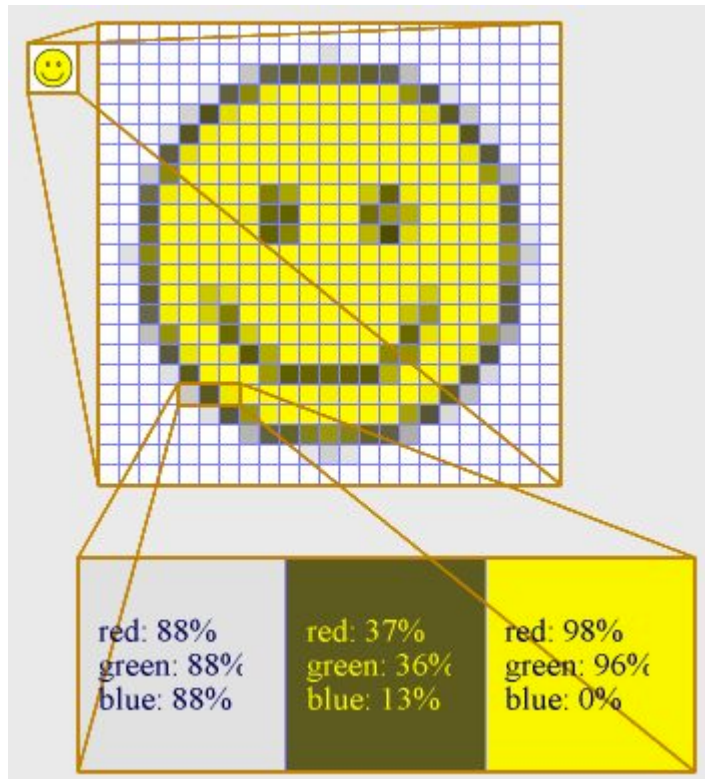 red: 88%
green: 88%
blue: 88%
red: 37%
green: 36%
blue: 13%
red: 98%
green: 96%
blue: 0%